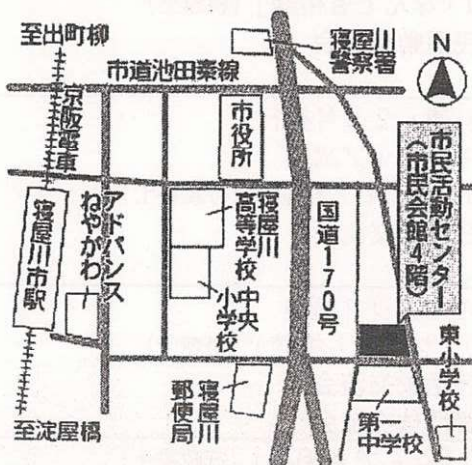 至出町柳
寝屋川
警察署
市道池田秦線
京阪電車
市役所
市民活動センター
(市民会館4階)
寝屋川市駅
アドバンス
ねやがわ
寝屋川
高等学校
中央
小学校
国道170号
東小学校
寝屋川
郵便局
第一
中学校
至淀屋橋